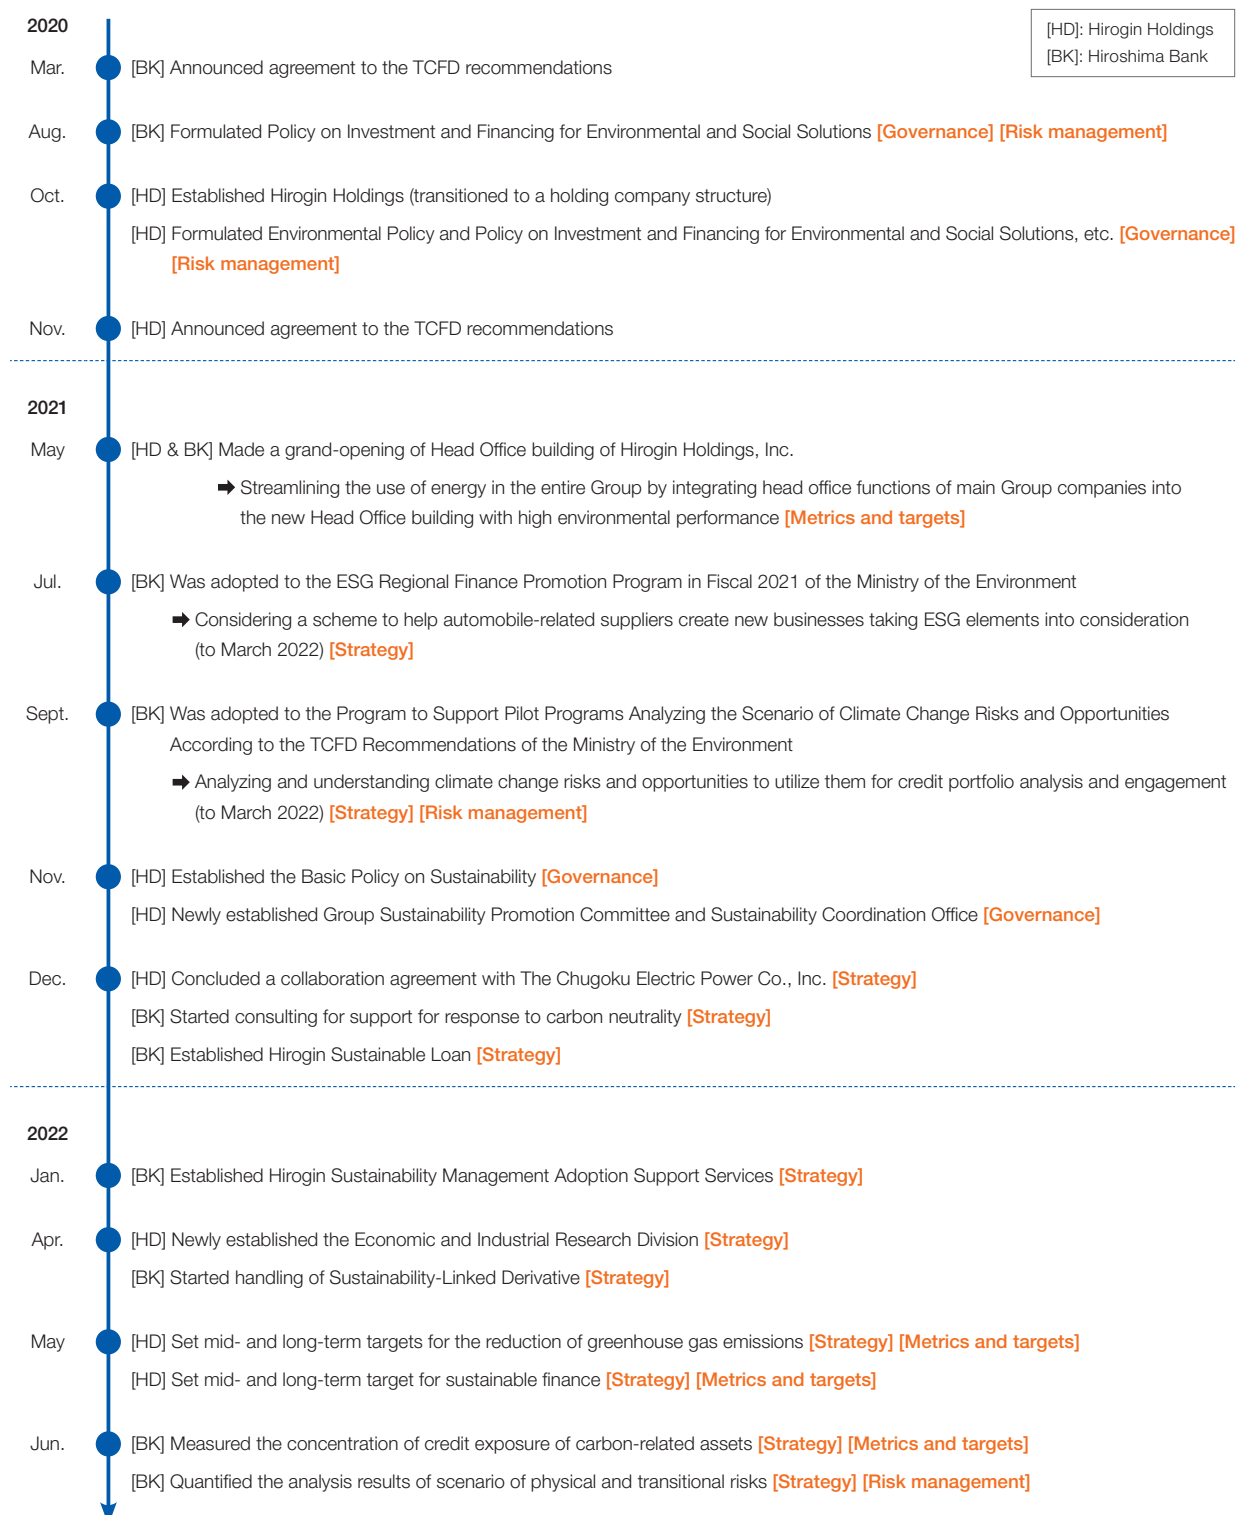 2020
[HD]: Hirogin Holdings
[BK]: Hiroshima Bank
Mar. [BK] Announced agreement to the TCFD recommendations
Aug. [BK] Formulated Policy on Investment and Financing for Environmental and Social Solutions [Governance] [Risk management]
Oct. [HD] Established Hirogin Holdings (transitioned to a holding company structure)
[HD] Formulated Environmental Policy and Policy on Investment and Financing for Environmental and Social Solutions, etc. [Governance]
[Risk management]
Nov. [HD] Announced agreement to the TCFD recommendations
2021
May [HD & BK] Made a grand-opening of Head Office building of Hirogin Holdings, Inc.
➡ Streamlining the use of energy in the entire Group by integrating head office functions of main Group companies into
the new Head Office building with high environmental performance [Metrics and targets]
Jul. [BK] Was adopted to the ESG Regional Finance Promotion Program in Fiscal 2021 of the Ministry of the Environment
➡ Considering a scheme to help automobile-related suppliers create new businesses taking ESG elements into consideration
(to March 2022) [Strategy]
Sept. [BK] Was adopted to the Program to Support Pilot Programs Analyzing the Scenario of Climate Change Risks and Opportunities
According to the TCFD Recommendations of the Ministry of the Environment
➡ Analyzing and understanding climate change risks and opportunities to utilize them for credit portfolio analysis and engagement
(to March 2022) [Strategy] [Risk management]
Nov. [HD] Established the Basic Policy on Sustainability [Governance]
[HD] Newly established Group Sustainability Promotion Committee and Sustainability Coordination Office [Governance]
Dec. [HD] Concluded a collaboration agreement with The Chugoku Electric Power Co., Inc. [Strategy]
[BK] Started consulting for support for response to carbon neutrality [Strategy]
[BK] Established Hirogin Sustainable Loan [Strategy]
2022
Jan. [BK] Established Hirogin Sustainability Management Adoption Support Services [Strategy]
Apr. [HD] Newly established the Economic and Industrial Research Division [Strategy]
[BK] Started handling of Sustainability-Linked Derivative [Strategy]
May [HD] Set mid- and long-term targets for the reduction of greenhouse gas emissions [Strategy] [Metrics and targets]
[HD] Set mid- and long-term target for sustainable finance [Strategy] [Metrics and targets]
Jun. [BK] Measured the concentration of credit exposure of carbon-related assets [Strategy] [Metrics and targets]
[BK] Quantified the analysis results of scenario of physical and transitional risks [Strategy] [Risk management]